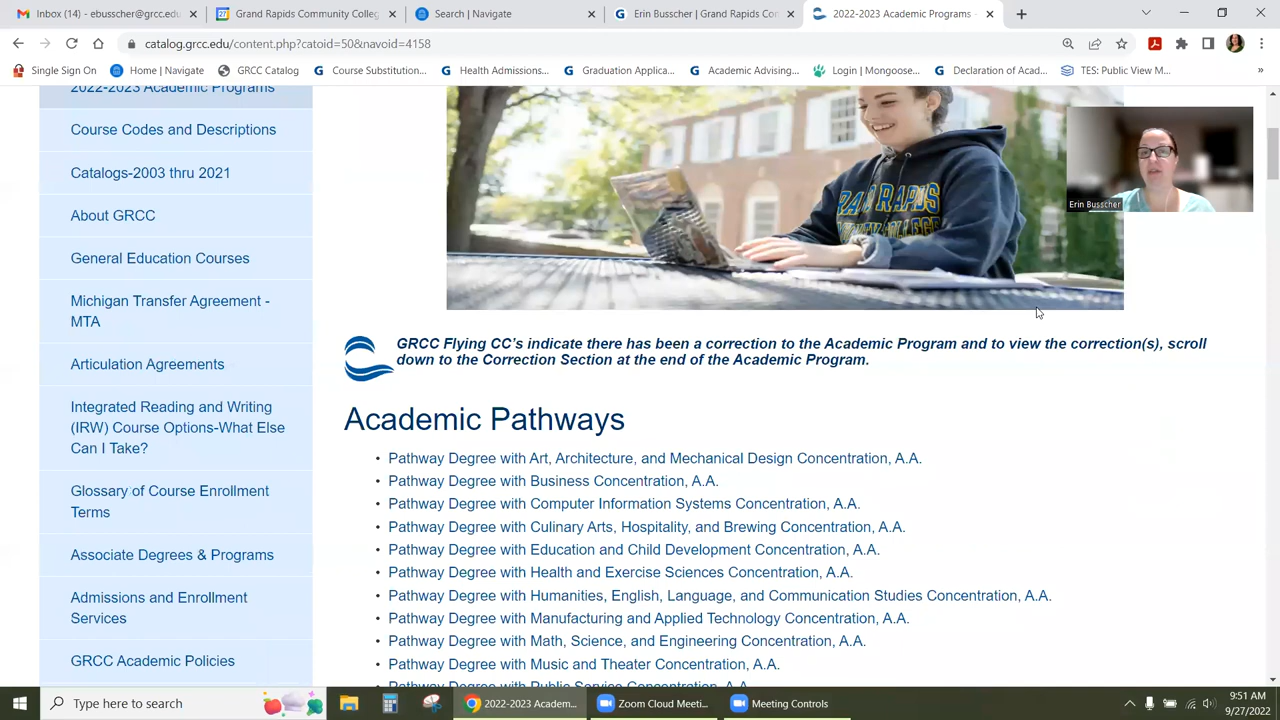 Inbox (14) - ebusscher@grcc.edu
Grand Rapids Community Colleg
Search | Navigate
Erin Busscher | Grand Rapids Com
2022-2023 Academic Programs -
catalog.grcc.edu/content.php?catoid=50&navoid=4158
Single Sign On
Home | Navigate
GRCC Catalog
Course Substitution...
Health Admissions...
Graduation Applica...
Academic Advising...
Login | Mongoose...
Declaration of Acad...
TES: Public View M...
2022-2023 Academic Programs
Course Codes and Descriptions
Catalogs-2003 thru 2021
About GRCC
General Education Courses
Michigan Transfer Agreement -
MTA
Articulation Agreements
Integrated Reading and Writing
(IRW) Course Options-What Else
Can I Take?
Glossary of Course Enrollment
Terms
Associate Degrees & Programs
Admissions and Enrollment
Services
GRCC Academic Policies
Erin Busscher
GRCC Flying CC's indicate there has been a correction to the Academic Program and to view the correction(s), scroll
down to the Correction Section at the end of the Academic Program.
Academic Pathways
• Pathway Degree with Art, Architecture, and Mechanical Design Concentration, A.A.
• Pathway Degree with Business Concentration, A.A.
• Pathway Degree with Computer Information Systems Concentration, A.A.
• Pathway Degree with Culinary Arts, Hospitality, and Brewing Concentration, A.A.
• Pathway Degree with Education and Child Development Concentration, A.A.
• Pathway Degree with Health and Exercise Sciences Concentration, A.A.
• Pathway Degree with Humanities, English, Language, and Communication Studies Concentration, A.A.
• Pathway Degree with Manufacturing and Applied Technology Concentration, A.A.
• Pathway Degree with Math, Science, and Engineering Concentration, A.A.
• Pathway Degree with Music and Theater Concentration, A.A.
Pathway Degree with Public Service Concentration, A.A.
Type here to search
2022-2023 Academ...
Zoom Cloud Meeti...
Meeting Controls
9:51 AM
9/27/2022